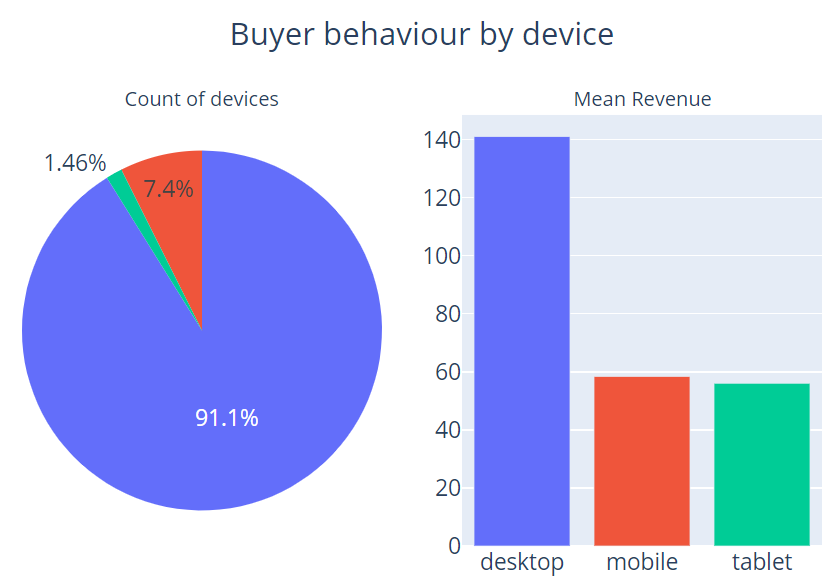 Buyer behaviour by device
Count of devices
1.46%
7.4%
91.1%
Mean Revenue
140
120
100
80
60
40
20
0
desktop mobile tablet